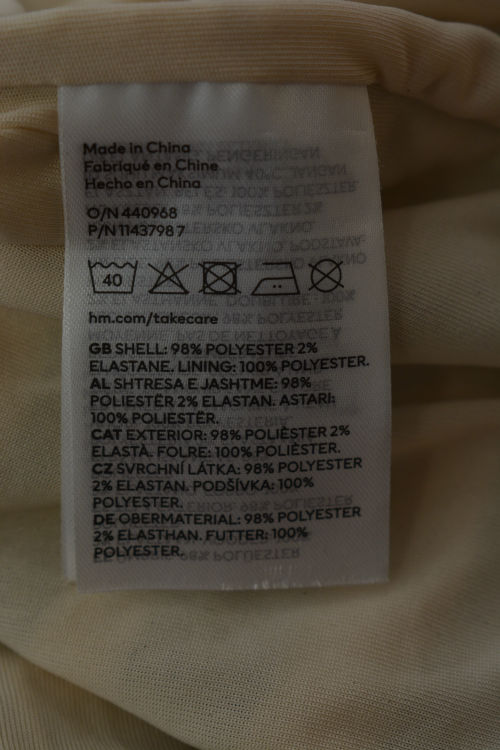 Made in China
Fabriqué en Chine
Hecho en China
O/N 440968
P/N 11437987
40
hm.com/takecare
GB SHELL: 98% POLYESTER 2%
ELASTANE. LINING: 100% POLYESTER.
AL SHTRESA E JASHTME: 98%
POLIESTËR 2% ELASTAN. ASTARI:
100% POLIESTËR.
CAT EXTERIOR: 98% POLIÈSTER 2%
ELASTÀ. FOLRE: 100% POLIÈSTER.
CZ SVRCHNÍ LÁTKA: 98% POLYESTER
2% ELASTAN. PODŠÍVKA: 100%
POLYESTER.
DE OBERMATERIAL: 98% POLYESTER
2% ELASTHAN. FUTTER: 100%
POLYESTER.